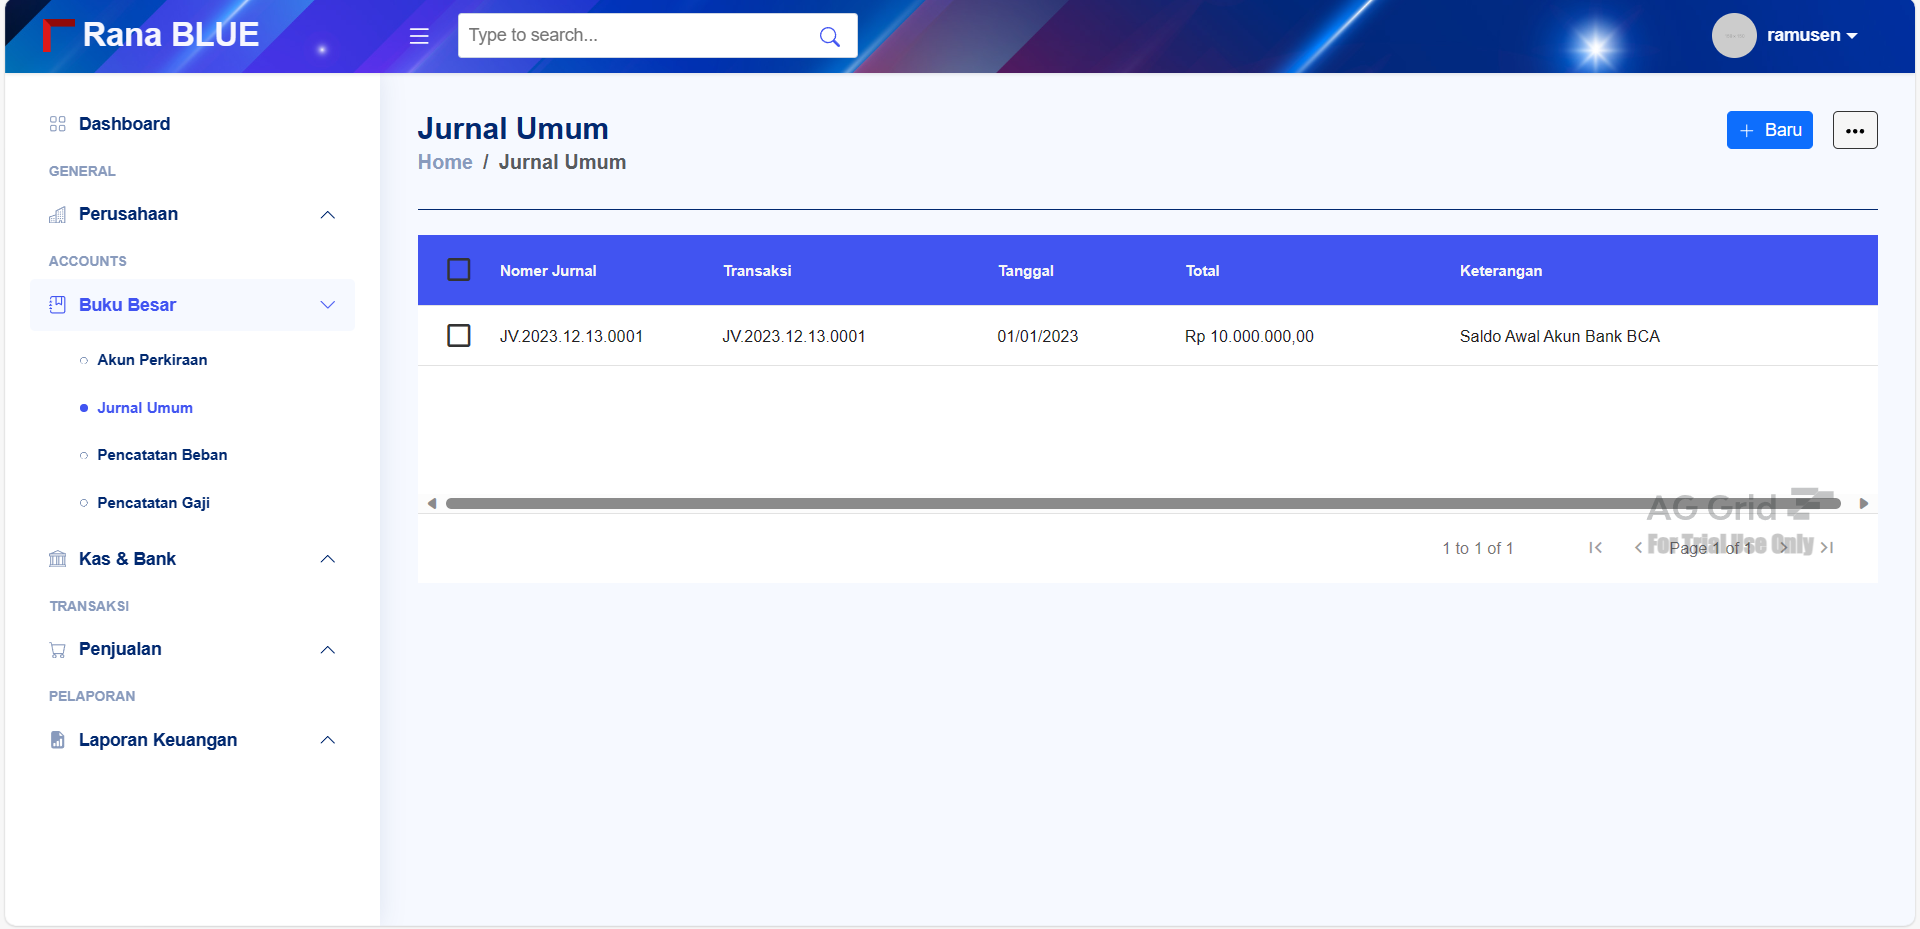 Rana BLUE
Type to search...
ramusen
Dashboard
GENERAL
Perusahaan
ACCOUNTS
Buku Besar
Akun Perkiraan
Jurnal Umum
Pencatatan Beban
Pencatatan Gaji
Kas & Bank
TRANSAKSI
Penjualan
PELAPORAN
Laporan Keuangan
Jurnal Umum
Baru
Home / Jurnal Umum
Nomer Jurnal Transaksi Tanggal Total Keterangan
JV.2023.12.13.0001 JV.2023.12.13.0001 01/01/2023 Rp 10.000.000,00 Saldo Awal Akun Bank BCA
AG Grid
For Trial Use Only
1 to 1 of 1 Page 1 of 1